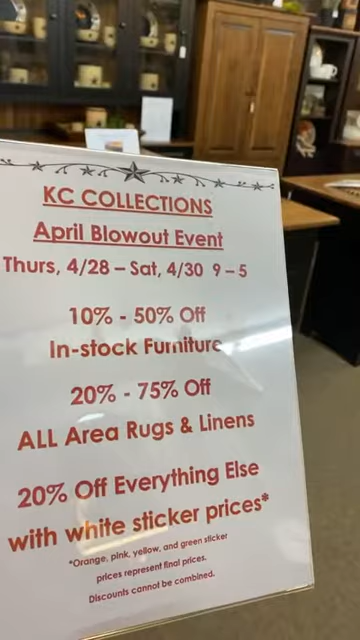 KC COLLECTIONS
April Blowout Event
Thurs, 4/28 – Sat, 4/30 9 – 5
10% - 50% Off
In-stock Furniture
20% - 75% Off
ALL Area Rugs & Linens
20% Off Everything Else
with white sticker prices*
*Orange, pink, yellow, and green sticker
prices represent final prices.
Discounts cannot be combined.